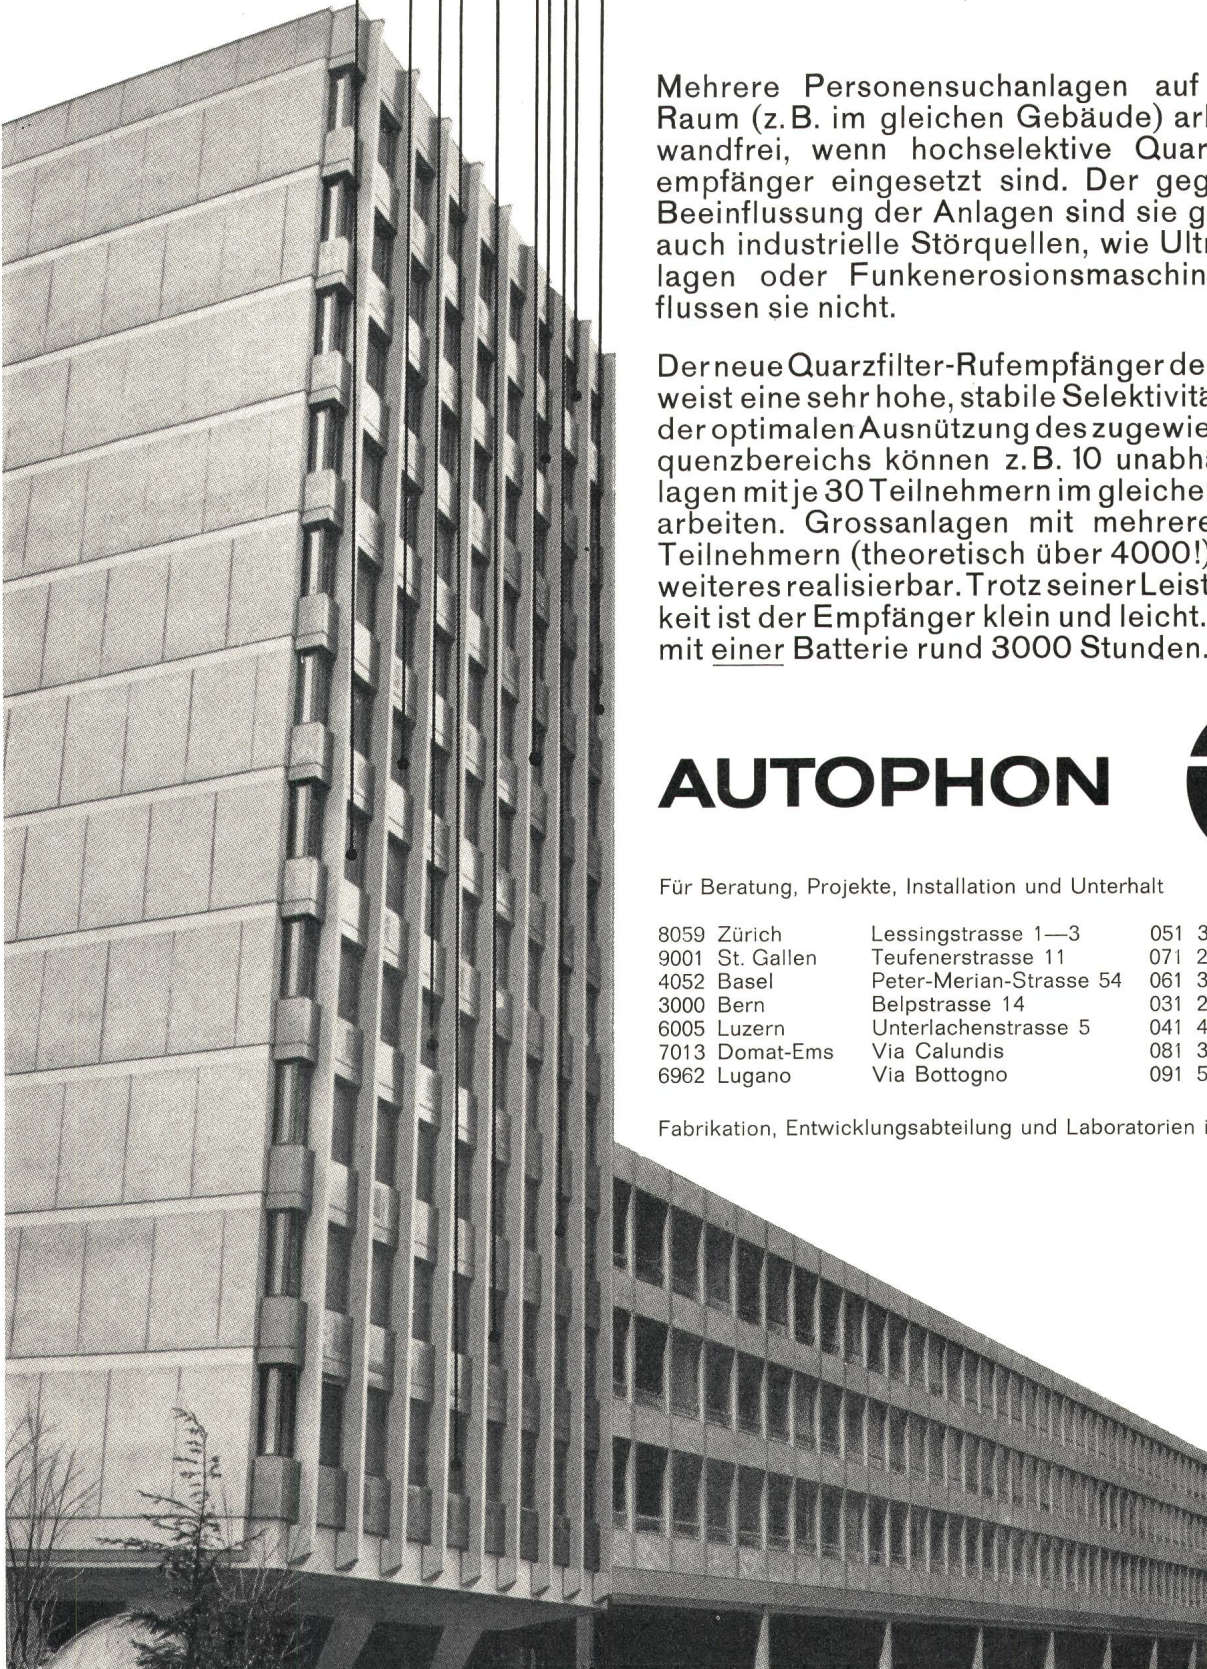 Mehrere Personensuchanlagen auf
Raum (z.B. im gleichen Gebäude) arb
wandfrei, wenn hochselektive Quar
empfänger eingesetzt sind. Der geg
Beeinflussung der Anlagen sind sie g
auch industrielle Störquellen, wie Ultr
lagen oder Funkenerosionsmaschin
flussen sie nicht.
Der neue Quarzfilter-Rufempfänger de
weist eine sehr hohe, stabile Selektivitä
der optimalen Ausnützung des zugewie
quenzbereichs können z.B. 10 unabhä
lagen mit je 30 Teilnehmern im gleiche
arbeiten. Grossanlagen mit mehrere
Teilnehmern (theoretisch über 4000!)
weiteres realisierbar. Trotz seiner Leist
keit ist der Empfänger klein und leicht.
mit einer Batterie rund 3000 Stunden.
AUTOPHON
Für Beratung, Projekte, Installation und Unterhalt
8059 Zürich Lessingstrasse 1—3 051 3
9001 St. Gallen Teufenerstrasse 11 071 2
4052 Basel Peter-Merian-Strasse 54 061 3
3000 Bern Belpstrasse 14 031 2
6005 Luzern Unterlachenstrasse 5 041 4
7013 Domat-Ems Via Calundis 081 3
6962 Lugano Via Bottogno 091 5
Fabrikation, Entwicklungsabteilung und Laboratorien i